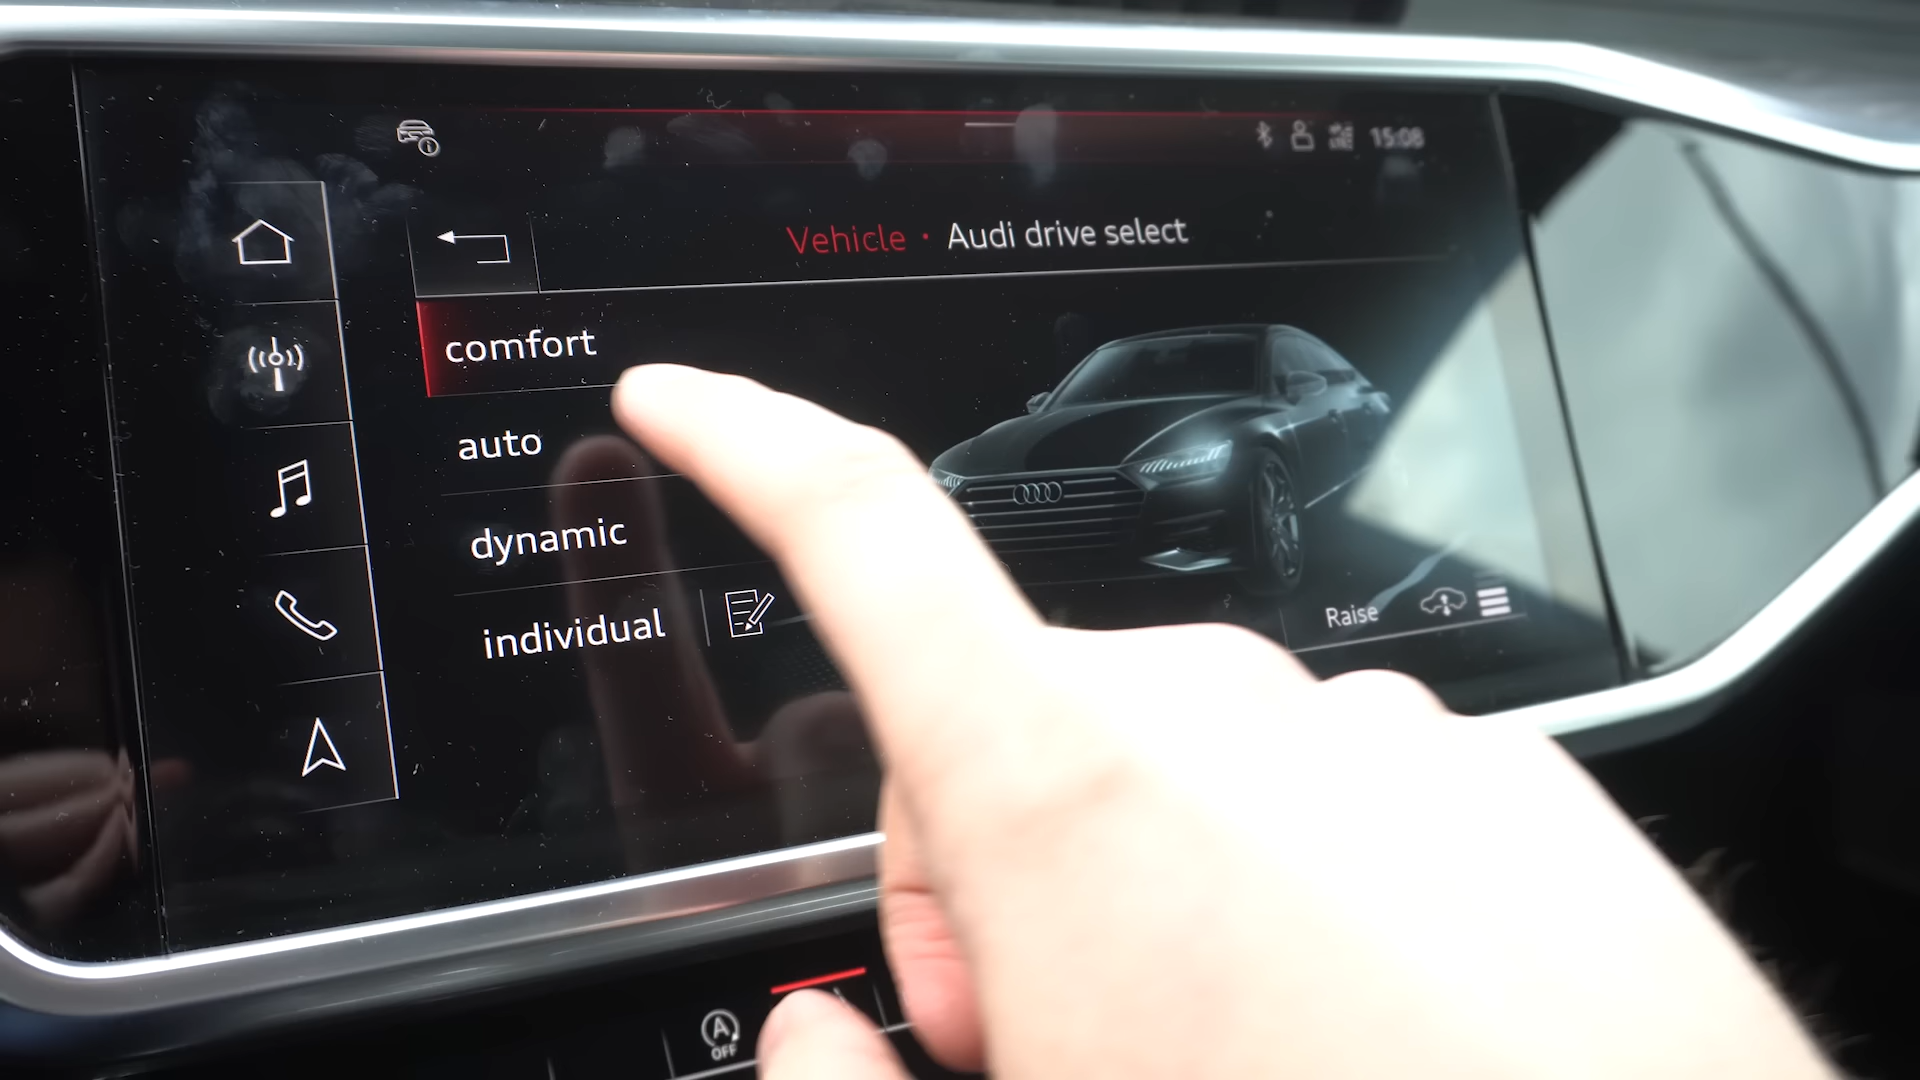 15:08
Vehicle · Audi drive select
comfort
auto
dynamic
individual
Raise
A
OFF